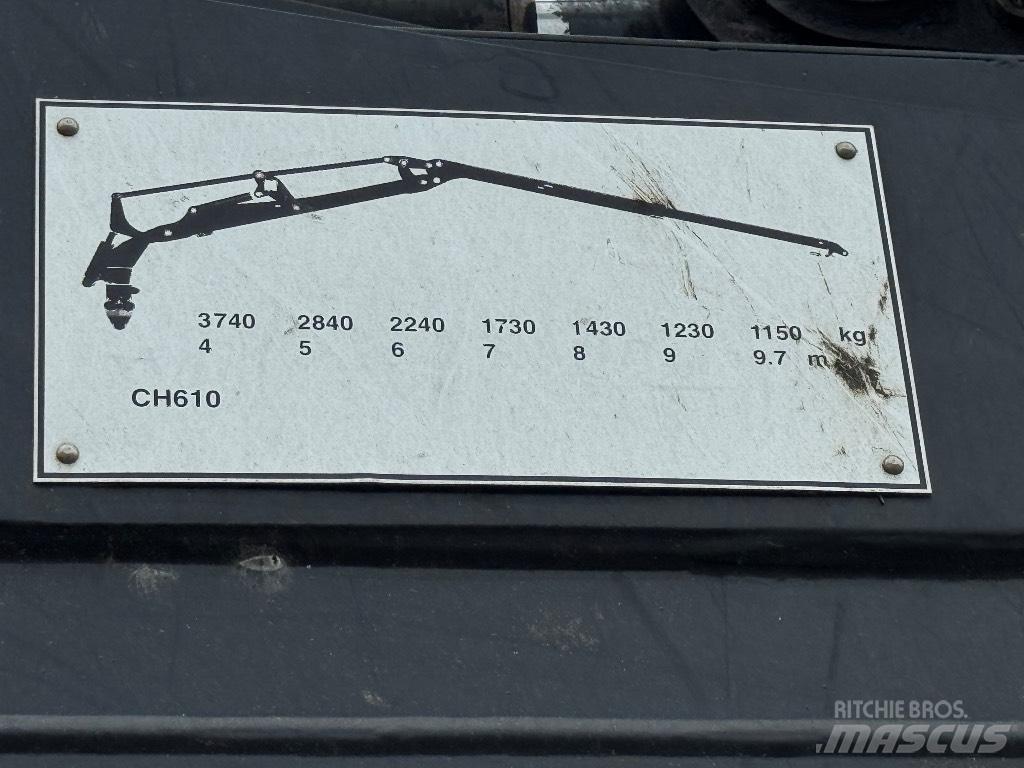 3740 2840 2240 1730 1430 1230 1150 kg
4 5 6 7 8 9 9.7 m
CH610
RITCHIE BROS.
MASCUS